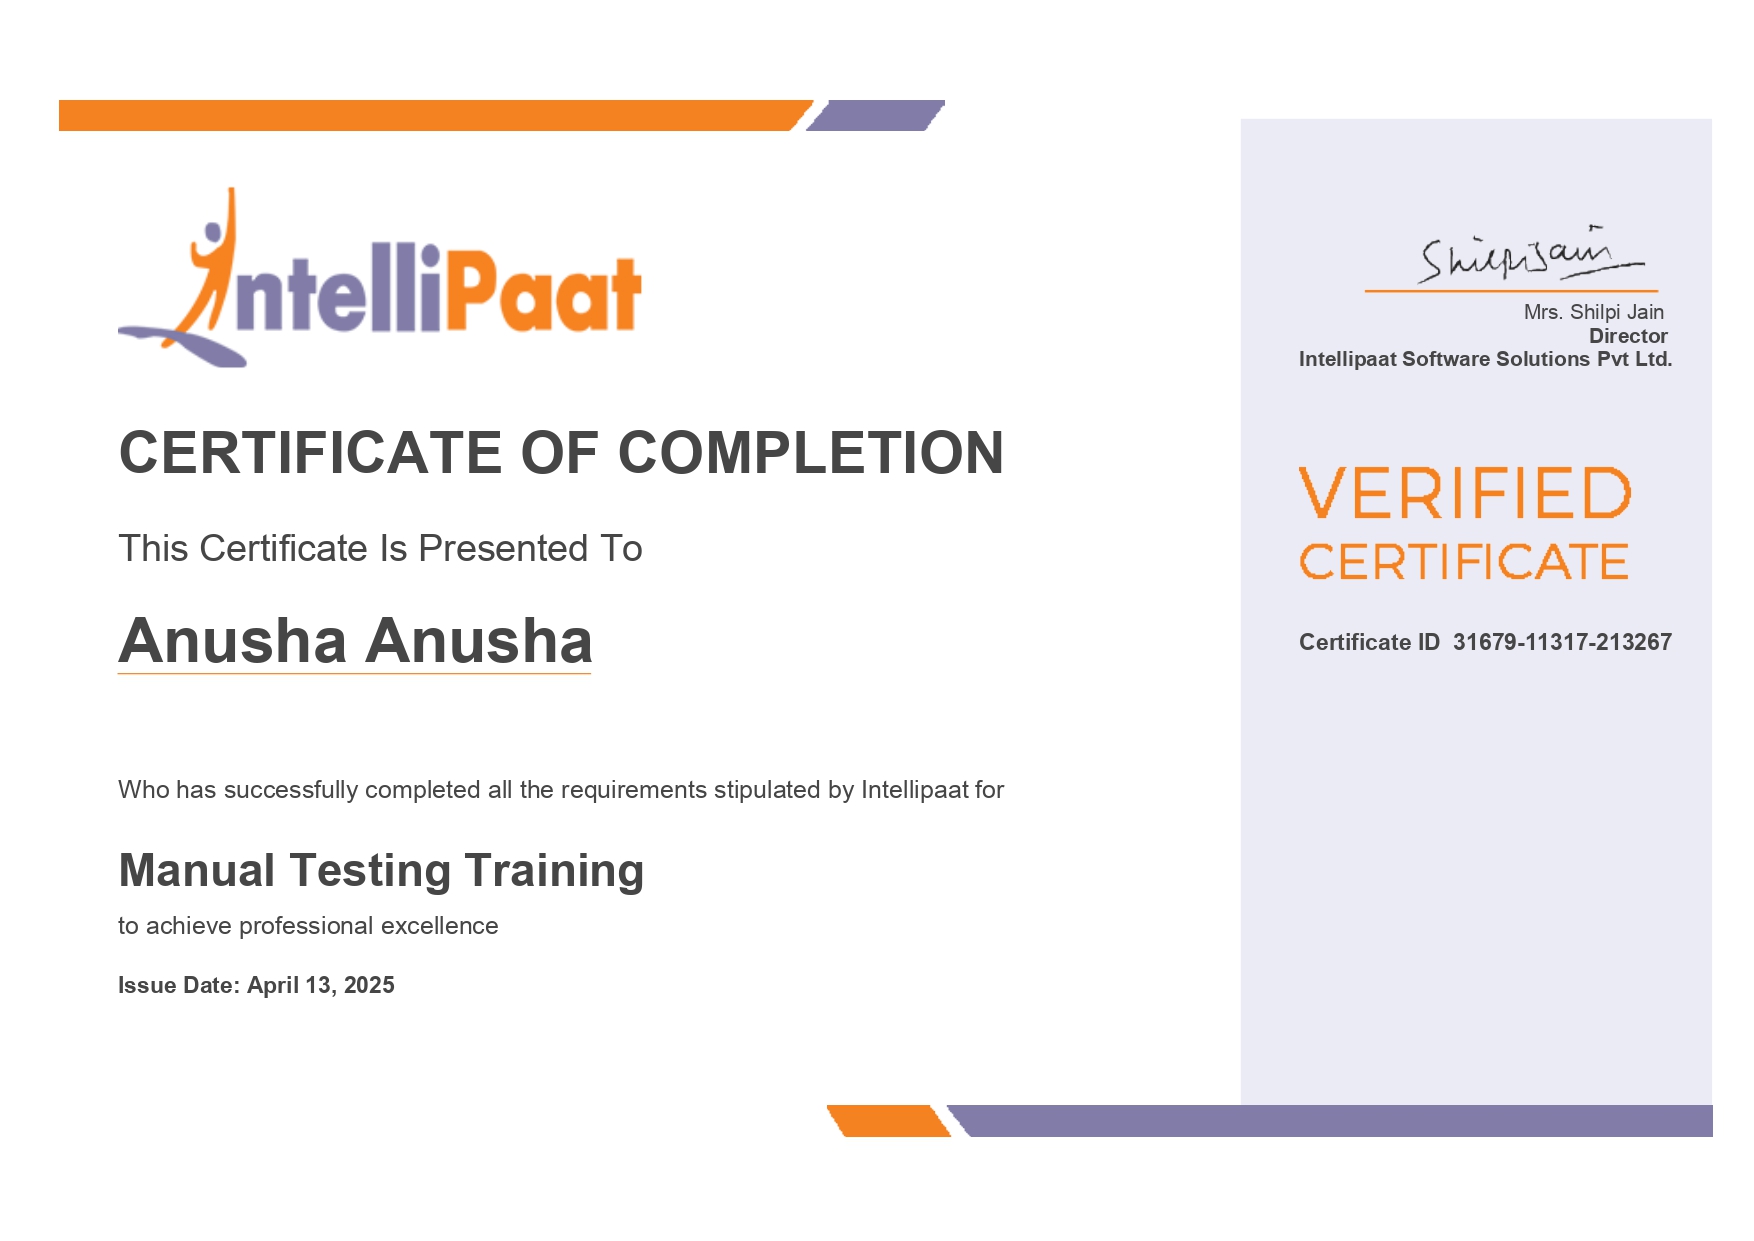 IntelliPaat
CERTIFICATE OF COMPLETION
This Certificate Is Presented To
Anusha Anusha
Who has successfully completed all the requirements stipulated by Intellipaat for
Manual Testing Training
to achieve professional excellence
Issue Date: April 13, 2025
Shilpi Jain
Mrs. Shilpi Jain
Director
Intellipaat Software Solutions Pvt Ltd.
VERIFIED
CERTIFICATE
Certificate ID 31679-11317-213267